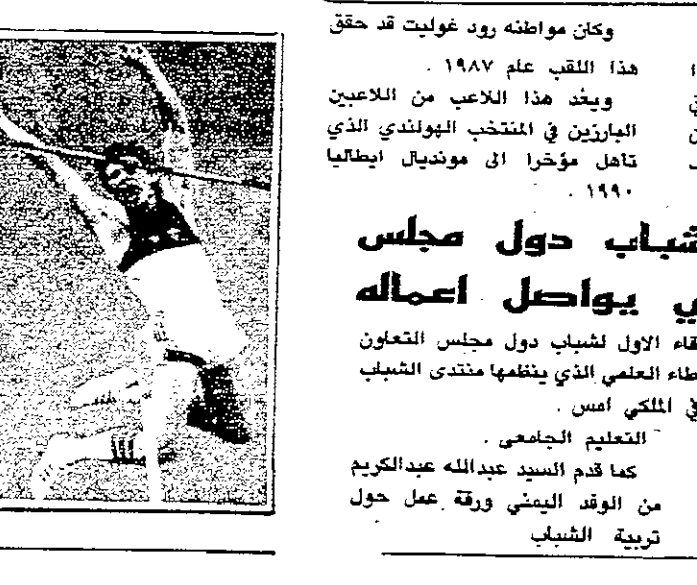 وكان مواطنه رود غوليت قد حقق
هذا اللقب عام ١٩٨٧ .
ويعد هذا اللاعب من اللاعبين
البارزين في المنتخب الهولندي الذي
تاهل مؤخرا الى مونديال ايطاليا
١٩٩٠ .
شباب دول مجلس
ي يواصل اعماله
قاء الاول لشباب دول مجلس التعاون
طاء العلمي الذي ينظمها منتدى الشباب
في الملكي امس .
التعليم الجامعي .
كما قدم السيد عبدالله عبدالكريم
من الوفد اليمني ورقة عمل حول
تربية الشباب